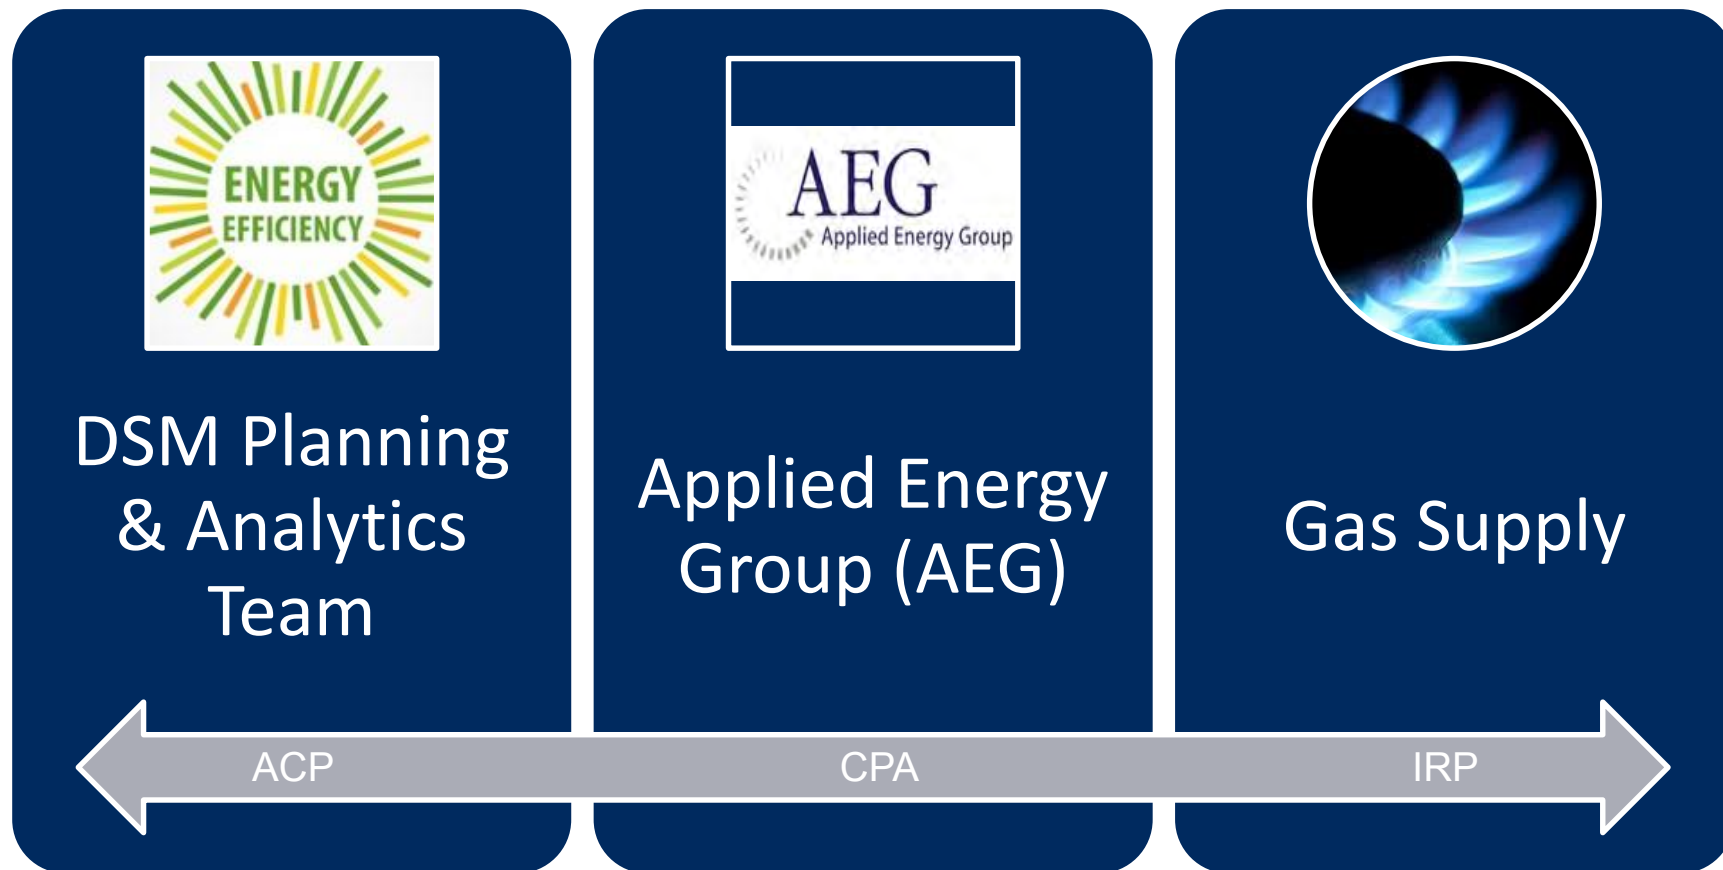 ENERGY
EFFICIENCY
DSM Planning
& Analytics
Team
AEG
Applied Energy Group
Applied Energy
Group (AEG)
Gas Supply
ACP
CPA
IRP